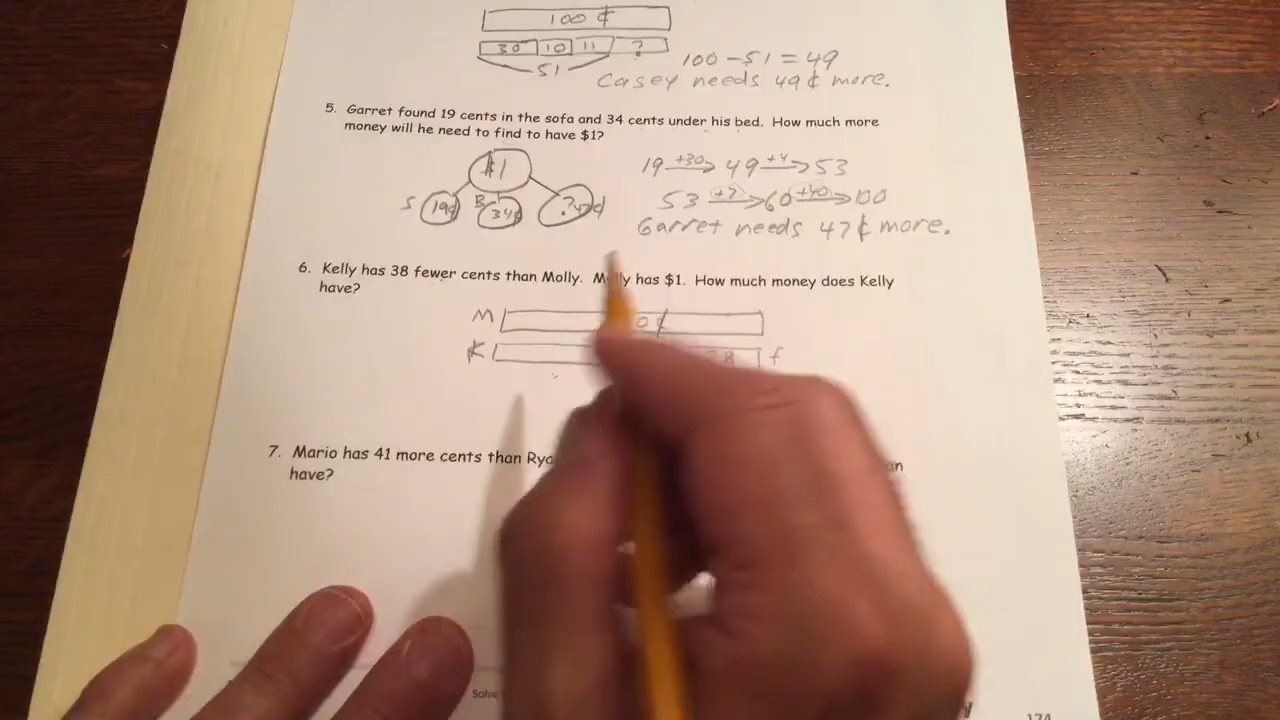 100 ¢
30 10 11 ?
51
100 - 51 = 49
Casey needs 49¢ more.
5. Garret found 19 cents in the sofa and 34 cents under his bed. How much more
money will he need to find to have $1?
$1
S 19¢ B 34¢ ? 47¢
19 +30 → 49 +4 → 53
53 +7 → 60 +40 → 100
Garret needs 47¢ more.
6. Kelly has 38 fewer cents than Molly. Molly has $1. How much money does Kelly
have?
M
K f
7. Mario has 41 more cents than
have?
Solve
174